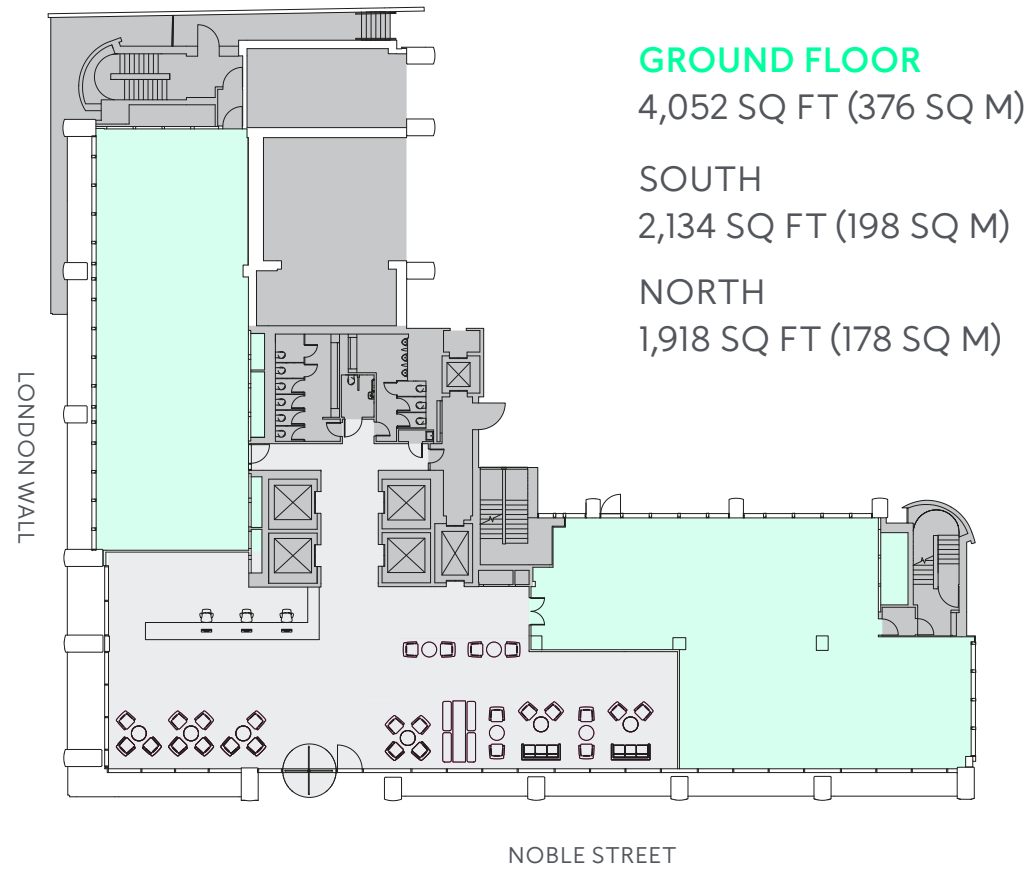 GROUND FLOOR
4,052 SQ FT (376 SQ M)
SOUTH
2,134 SQ FT (198 SQ M)
NORTH
1,918 SQ FT (178 SQ M)
LONDON WALL
NOBLE STREET